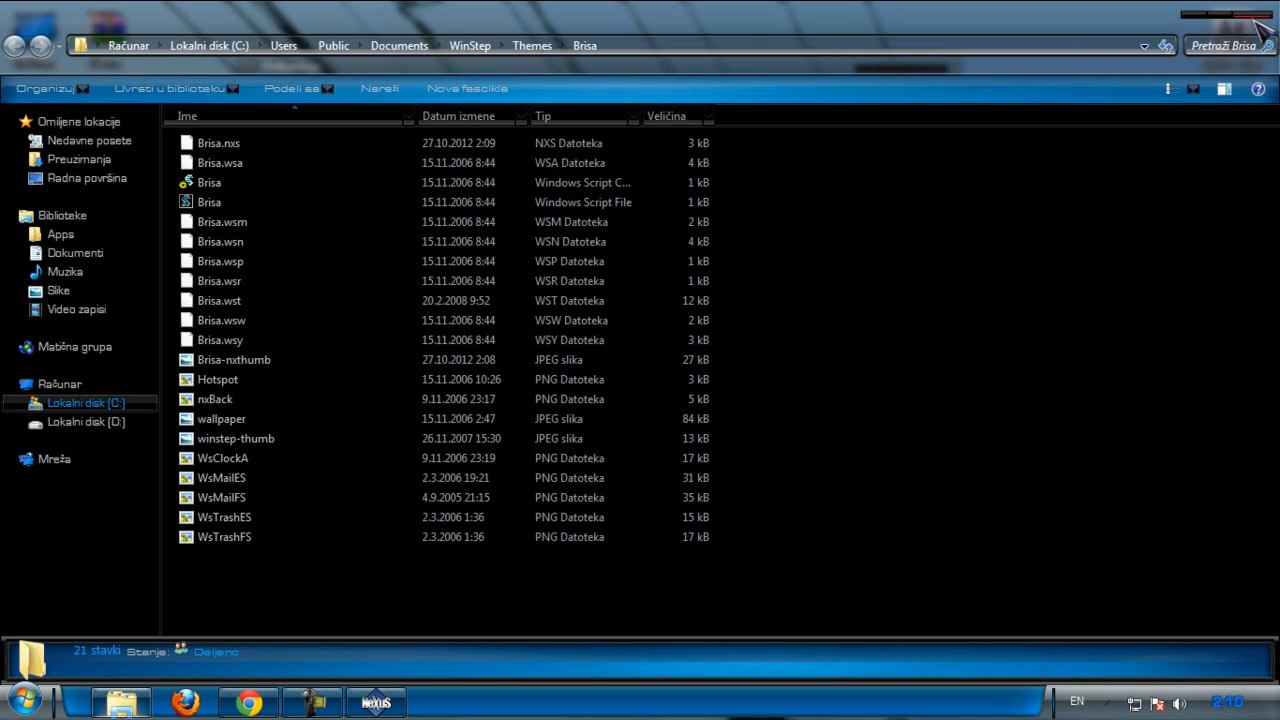 Računar Lokalni disk (C:) Users Public Documents WinStep Themes Brisa Pretraži Brisa
Organizuj Uvrsti u biblioteku Podeli sa Nareži Nova fascikla
Ime Datum izmene Tip Veličina
Omiljene lokacije
Nedavne posete
Preuzimanja
Radna površina
Biblioteke
Apps
Dokumenti
Muzika
Slike
Video zapisi
Matična grupa
Računar
Lokalni disk (C:)
Lokalni disk (D:)
Mreža
Brisa.nxs 27.10.2012 2:09 NXS Datoteka 3 kB
Brisa.wsa 15.11.2006 8:44 WSA Datoteka 4 kB
Brisa 15.11.2006 8:44 Windows Script C... 1 kB
Brisa 15.11.2006 8:44 Windows Script File 1 kB
Brisa.wsm 15.11.2006 8:44 WSM Datoteka 2 kB
Brisa.wsn 15.11.2006 8:44 WSN Datoteka 4 kB
Brisa.wsp 15.11.2006 8:44 WSP Datoteka 1 kB
Brisa.wsr 15.11.2006 8:44 WSR Datoteka 1 kB
Brisa.wst 20.2.2008 9:52 WST Datoteka 12 kB
Brisa.wsw 15.11.2006 8:44 WSW Datoteka 2 kB
Brisa.wsy 15.11.2006 8:44 WSY Datoteka 3 kB
Brisa-nxthumb 27.10.2012 2:08 JPEG slika 27 kB
Hotspot 15.11.2006 10:26 PNG Datoteka 3 kB
nxBack 9.11.2006 23:17 PNG Datoteka 5 kB
wallpaper 15.11.2006 2:47 JPEG slika 84 kB
winstep-thumb 26.11.2007 15:30 JPEG slika 13 kB
WsClockA 9.11.2006 23:19 PNG Datoteka 17 kB
WsMailES 2.3.2006 19:21 PNG Datoteka 31 kB
WsMailFS 4.9.2005 21:15 PNG Datoteka 35 kB
WsTrashES 2.3.2006 1:36 PNG Datoteka 15 kB
WsTrashFS 2.3.2006 1:36 PNG Datoteka 17 kB
21 stavki Stanje: Deljeno
NeXuS EN 2:10